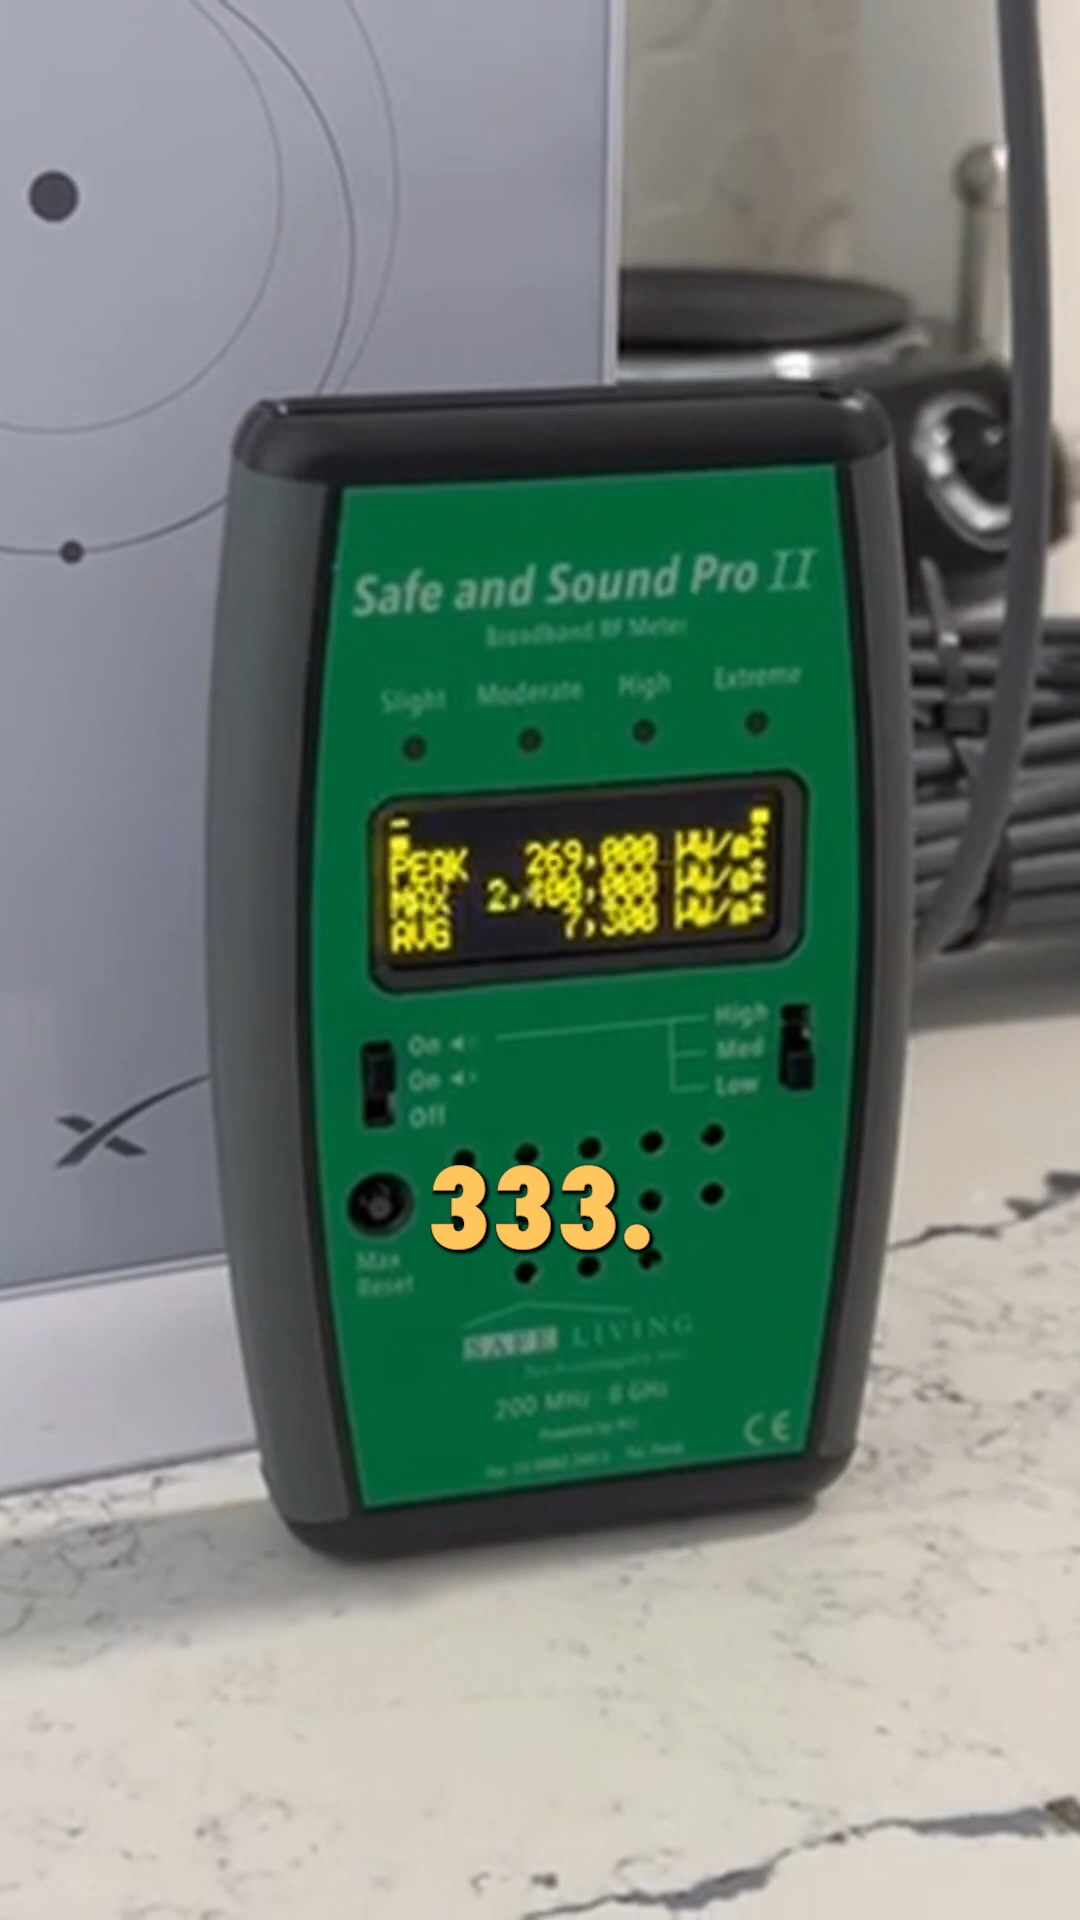 Safe and Sound Pro II
Broadband RF Meter
Slight Moderate High Extreme
PEAK 269,000 µW/m²
MAX 2,400,000 µW/m²
AVG 7,300 µW/m²
On
On
Off
High
Med
Low
333.
Max
Reset
SAFE LIVING
200 MHz - 8 GHz
CE